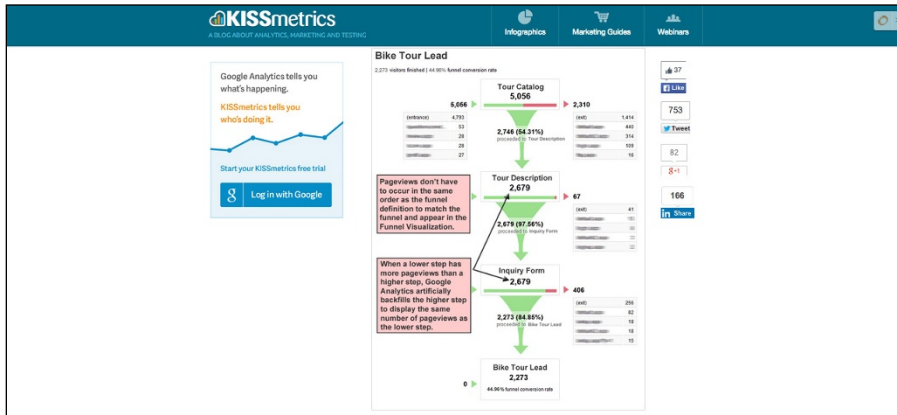 KISSmetrics
A BLOG ABOUT ANALYTICS, MARKETING AND TESTING
Infographics
Marketing Guides
Webinars
Google Analytics tells you
what's happening.
KISSmetrics tells you
who's doing it.
Start your KISSmetrics free trial
Log in with Google
Bike Tour Lead
2,273 visitors finished | 44.96% funnel conversion rate
Tour Catalog
5,056
5,056
(entrance) 4,793
53
28
28
27
2,310
(exit) 1,414
440
314
109
16
2,746 (54.31%)
proceeded to Tour Description
Pageviews don't have
to occur in the same
order as the funnel
definition to match the
funnel and appear in the
Funnel Visualization.
Tour Description
2,679
67
(exit) 41
2,679 (97.56%)
proceeded to Inquiry Form
When a lower step has
more pageviews than a
higher step, Google
Analytics artificially
backfills the higher step
to display the same
number of pageviews as
the lower step.
Inquiry Form
2,679
406
(exit) 256
82
19
18
15
2,273 (84.85%)
proceeded to Bike Tour Lead
Bike Tour Lead
2,273
0
44.96% funnel conversion rate
37
Like
753
Tweet
82
g+1
166
in Share